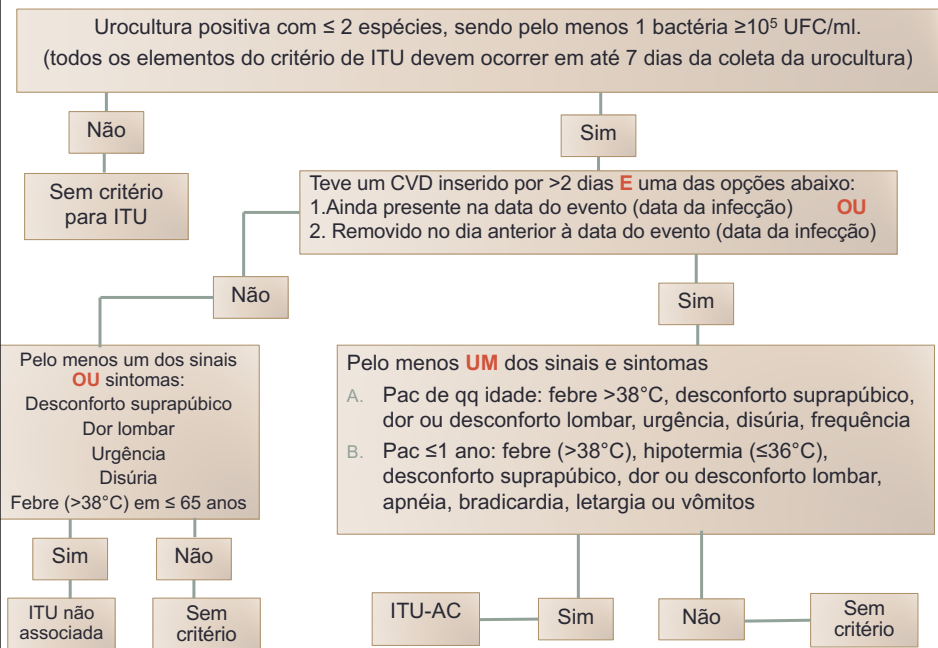 Urocultura positiva com ≤ 2 espécies, sendo pelo menos 1 bactéria ≥10⁵ UFC/ml.
(todos os elementos do critério de ITU devem ocorrer em até 7 dias da coleta da urocultura)
Não
Sim
Sem critério
para ITU
Teve um CVD inserido por >2 dias E uma das opções abaixo:
1.Ainda presente na data do evento (data da infecção) OU
2. Removido no dia anterior à data do evento (data da infecção)
Não
Sim
Pelo menos um dos sinais
OU sintomas:
Desconforto suprapúbico
Dor lombar
Urgência
Disúria
Febre (>38°C) em ≤ 65 anos
Pelo menos UM dos sinais e sintomas
A. Pac de qq idade: febre >38°C, desconforto suprapúbico,
dor ou desconforto lombar, urgência, disúria, frequência
B. Pac ≤1 ano: febre (>38°C), hipotermia (≤36°C),
desconforto suprapúbico, dor ou desconforto lombar,
apnéia, bradicardia, letargia ou vômitos
Sim
Não
ITU não
associada
Sem
critério
ITU-AC
Sim
Não
Sem
critério